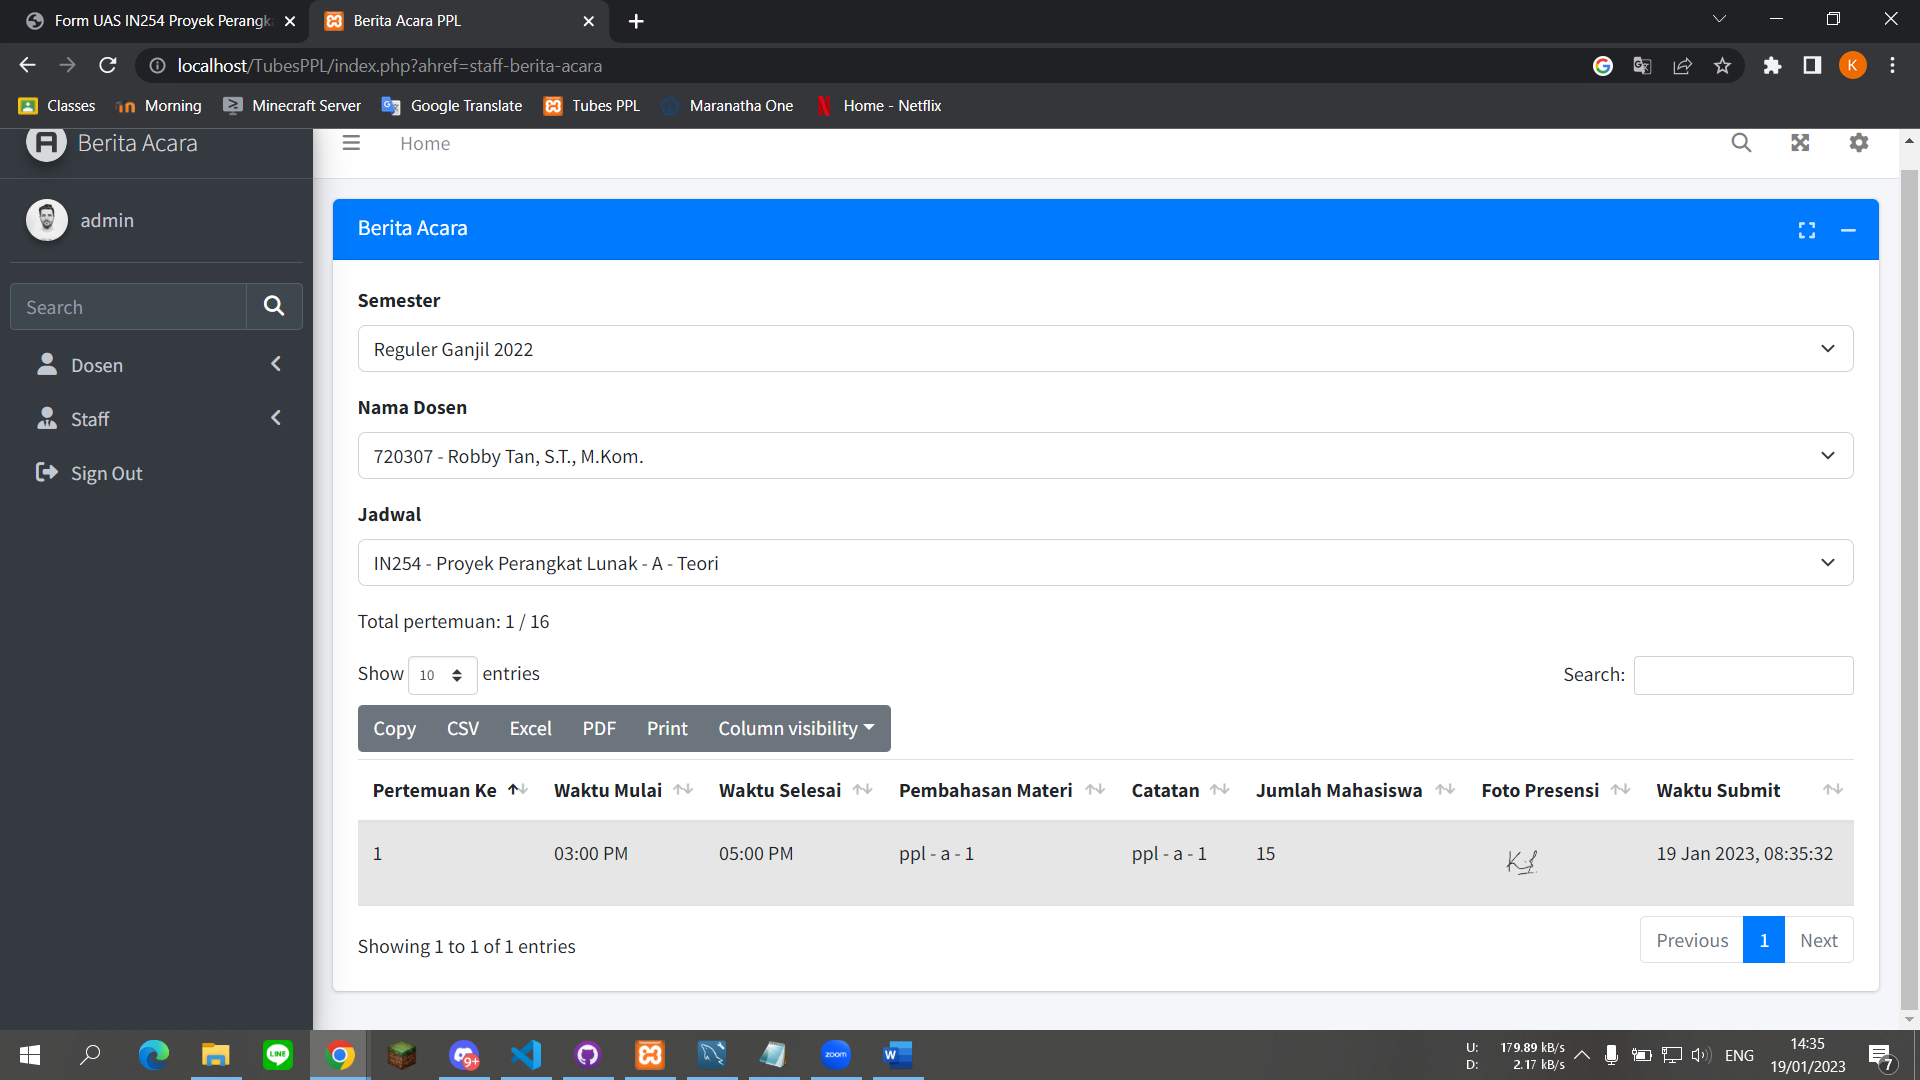 Form UAS IN254 Proyek Perangka
Berita Acara PPL
localhost/TubesPPL/index.php?ahref=staff-berita-acara
K
Classes
Morning
Minecraft Server
Google Translate
Tubes PPL
Maranatha One
Home - Netflix
Berita Acara
Home
admin
Search
Dosen
Staff
Sign Out
Berita Acara
Semester
Reguler Ganjil 2022
Nama Dosen
720307 - Robby Tan, S.T., M.Kom.
Jadwal
IN254 - Proyek Perangkat Lunak - A - Teori
Total pertemuan: 1 / 16
Show 10 entries
Search:
Copy CSV Excel PDF Print Column visibility
Pertemuan Ke Waktu Mulai Waktu Selesai Pembahasan Materi Catatan Jumlah Mahasiswa Foto Presensi Waktu Submit
1 03:00 PM 05:00 PM ppl - a - 1 ppl - a - 1 15 19 Jan 2023, 08:35:32
Showing 1 to 1 of 1 entries
Previous 1 Next
LINE
9+
zoom
W
U: 179.89 kB/s
D: 2.17 kB/s
ENG
14:35
19/01/2023
7